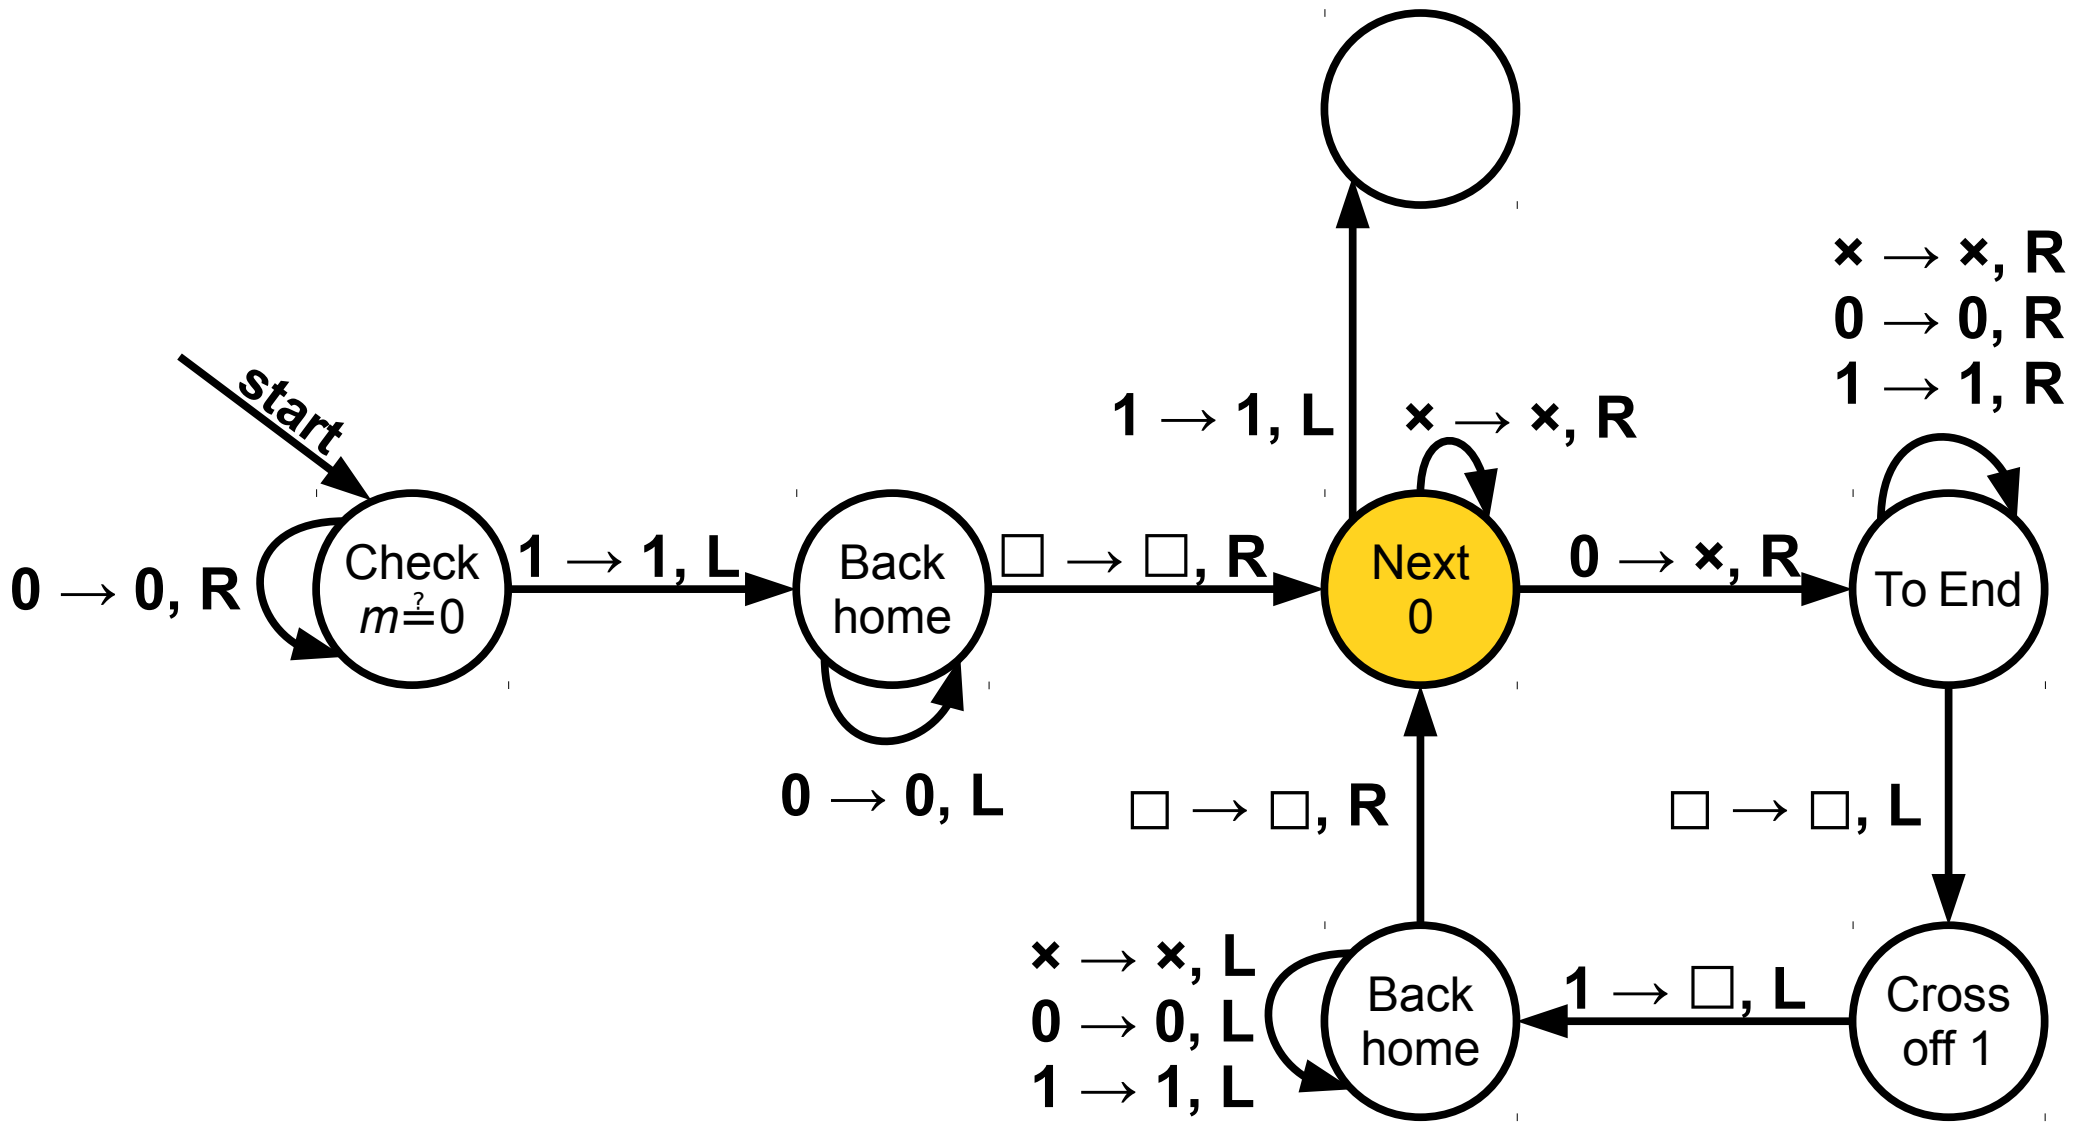 × → ×, R
0 → 0, R
1 → 1, R
start
1 → 1, L
× → ×, R
0 → 0, R
Check
m≟0
1 → 1, L
Back
home
□ → □, R
Next
0
0 → ×, R
To End
0 → 0, L
□ → □, R
□ → □, L
× → ×, L
0 → 0, L
1 → 1, L
Back
home
1 → □, L
Cross
off 1